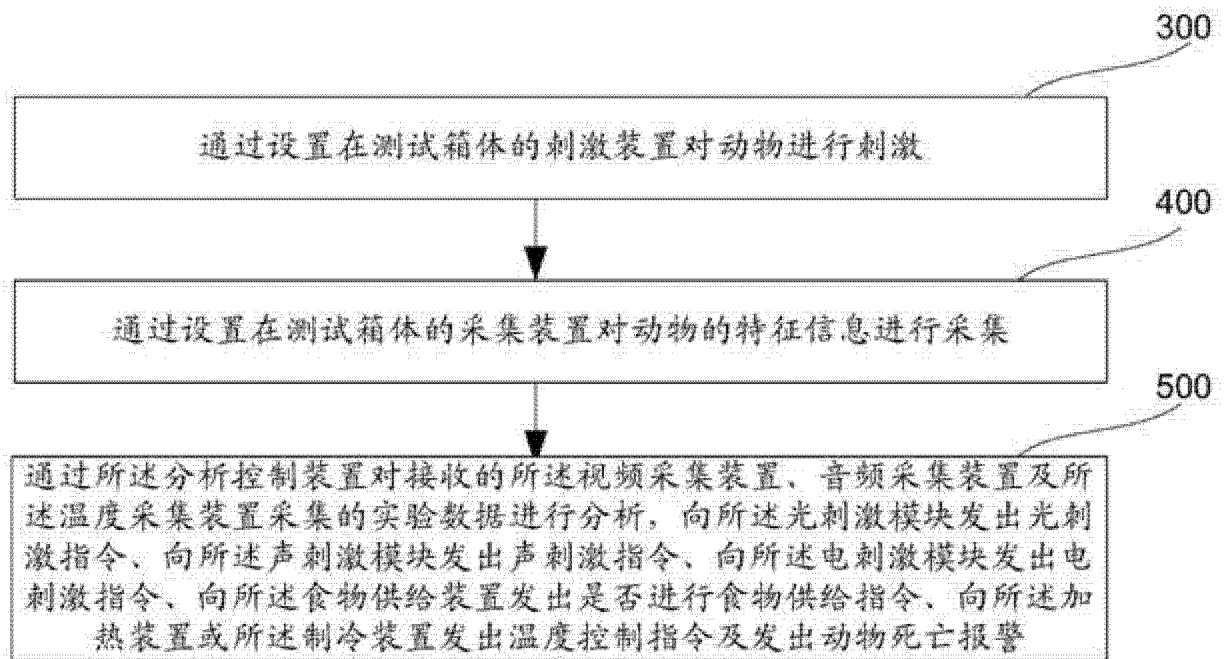 300
通过设置在测试箱体的刺激装置对动物进行刺激
400
通过设置在测试箱体的采集装置对动物的特征信息进行采集
500
通过所述分析控制装置对接收的所述视频采集装置、音频采集装置及所
述温度采集装置采集的实验数据进行分析，向所述光刺激模块发出光刺
激指令、向所述声刺激模块发出声刺激指令、向所述电刺激模块发出电
刺激指令、向所述食物供给装置发出是否进行食物供给指令、向所述加
热装置或所述制冷装置发出温度控制指令及发出动物死亡报警